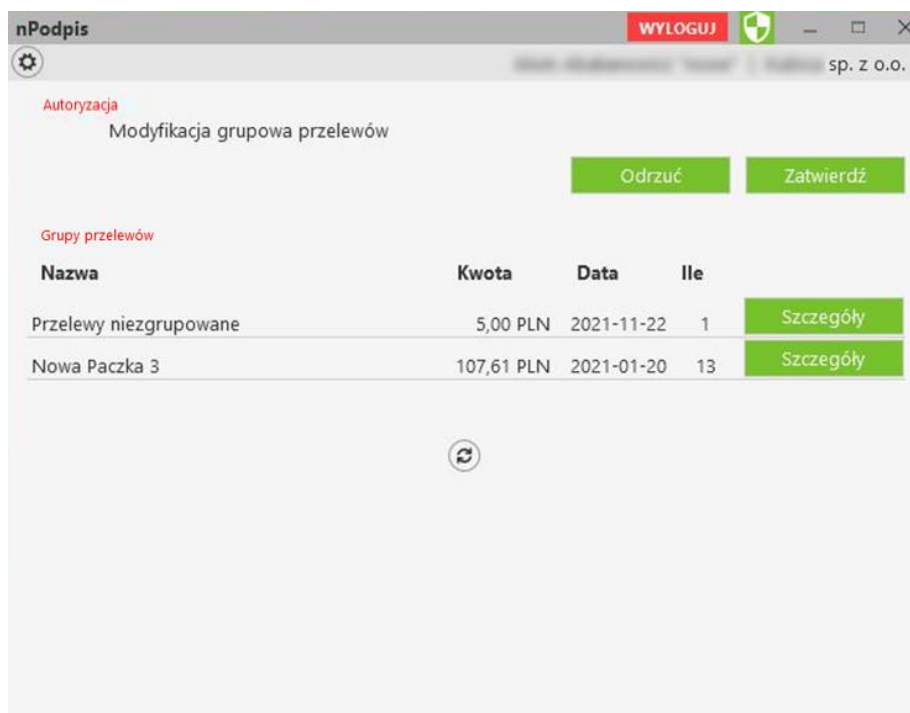 nPodpis WYLOGUJ
sp. z o.o.
Autoryzacja
Modyfikacja grupowa przelewów
Odrzuć Zatwierdź
Grupy przelewów
Nazwa Kwota Data Ile
Przelewy niezgrupowane 5,00 PLN 2021-11-22 1 Szczegóły
Nowa Paczka 3 107,61 PLN 2021-01-20 13 Szczegóły